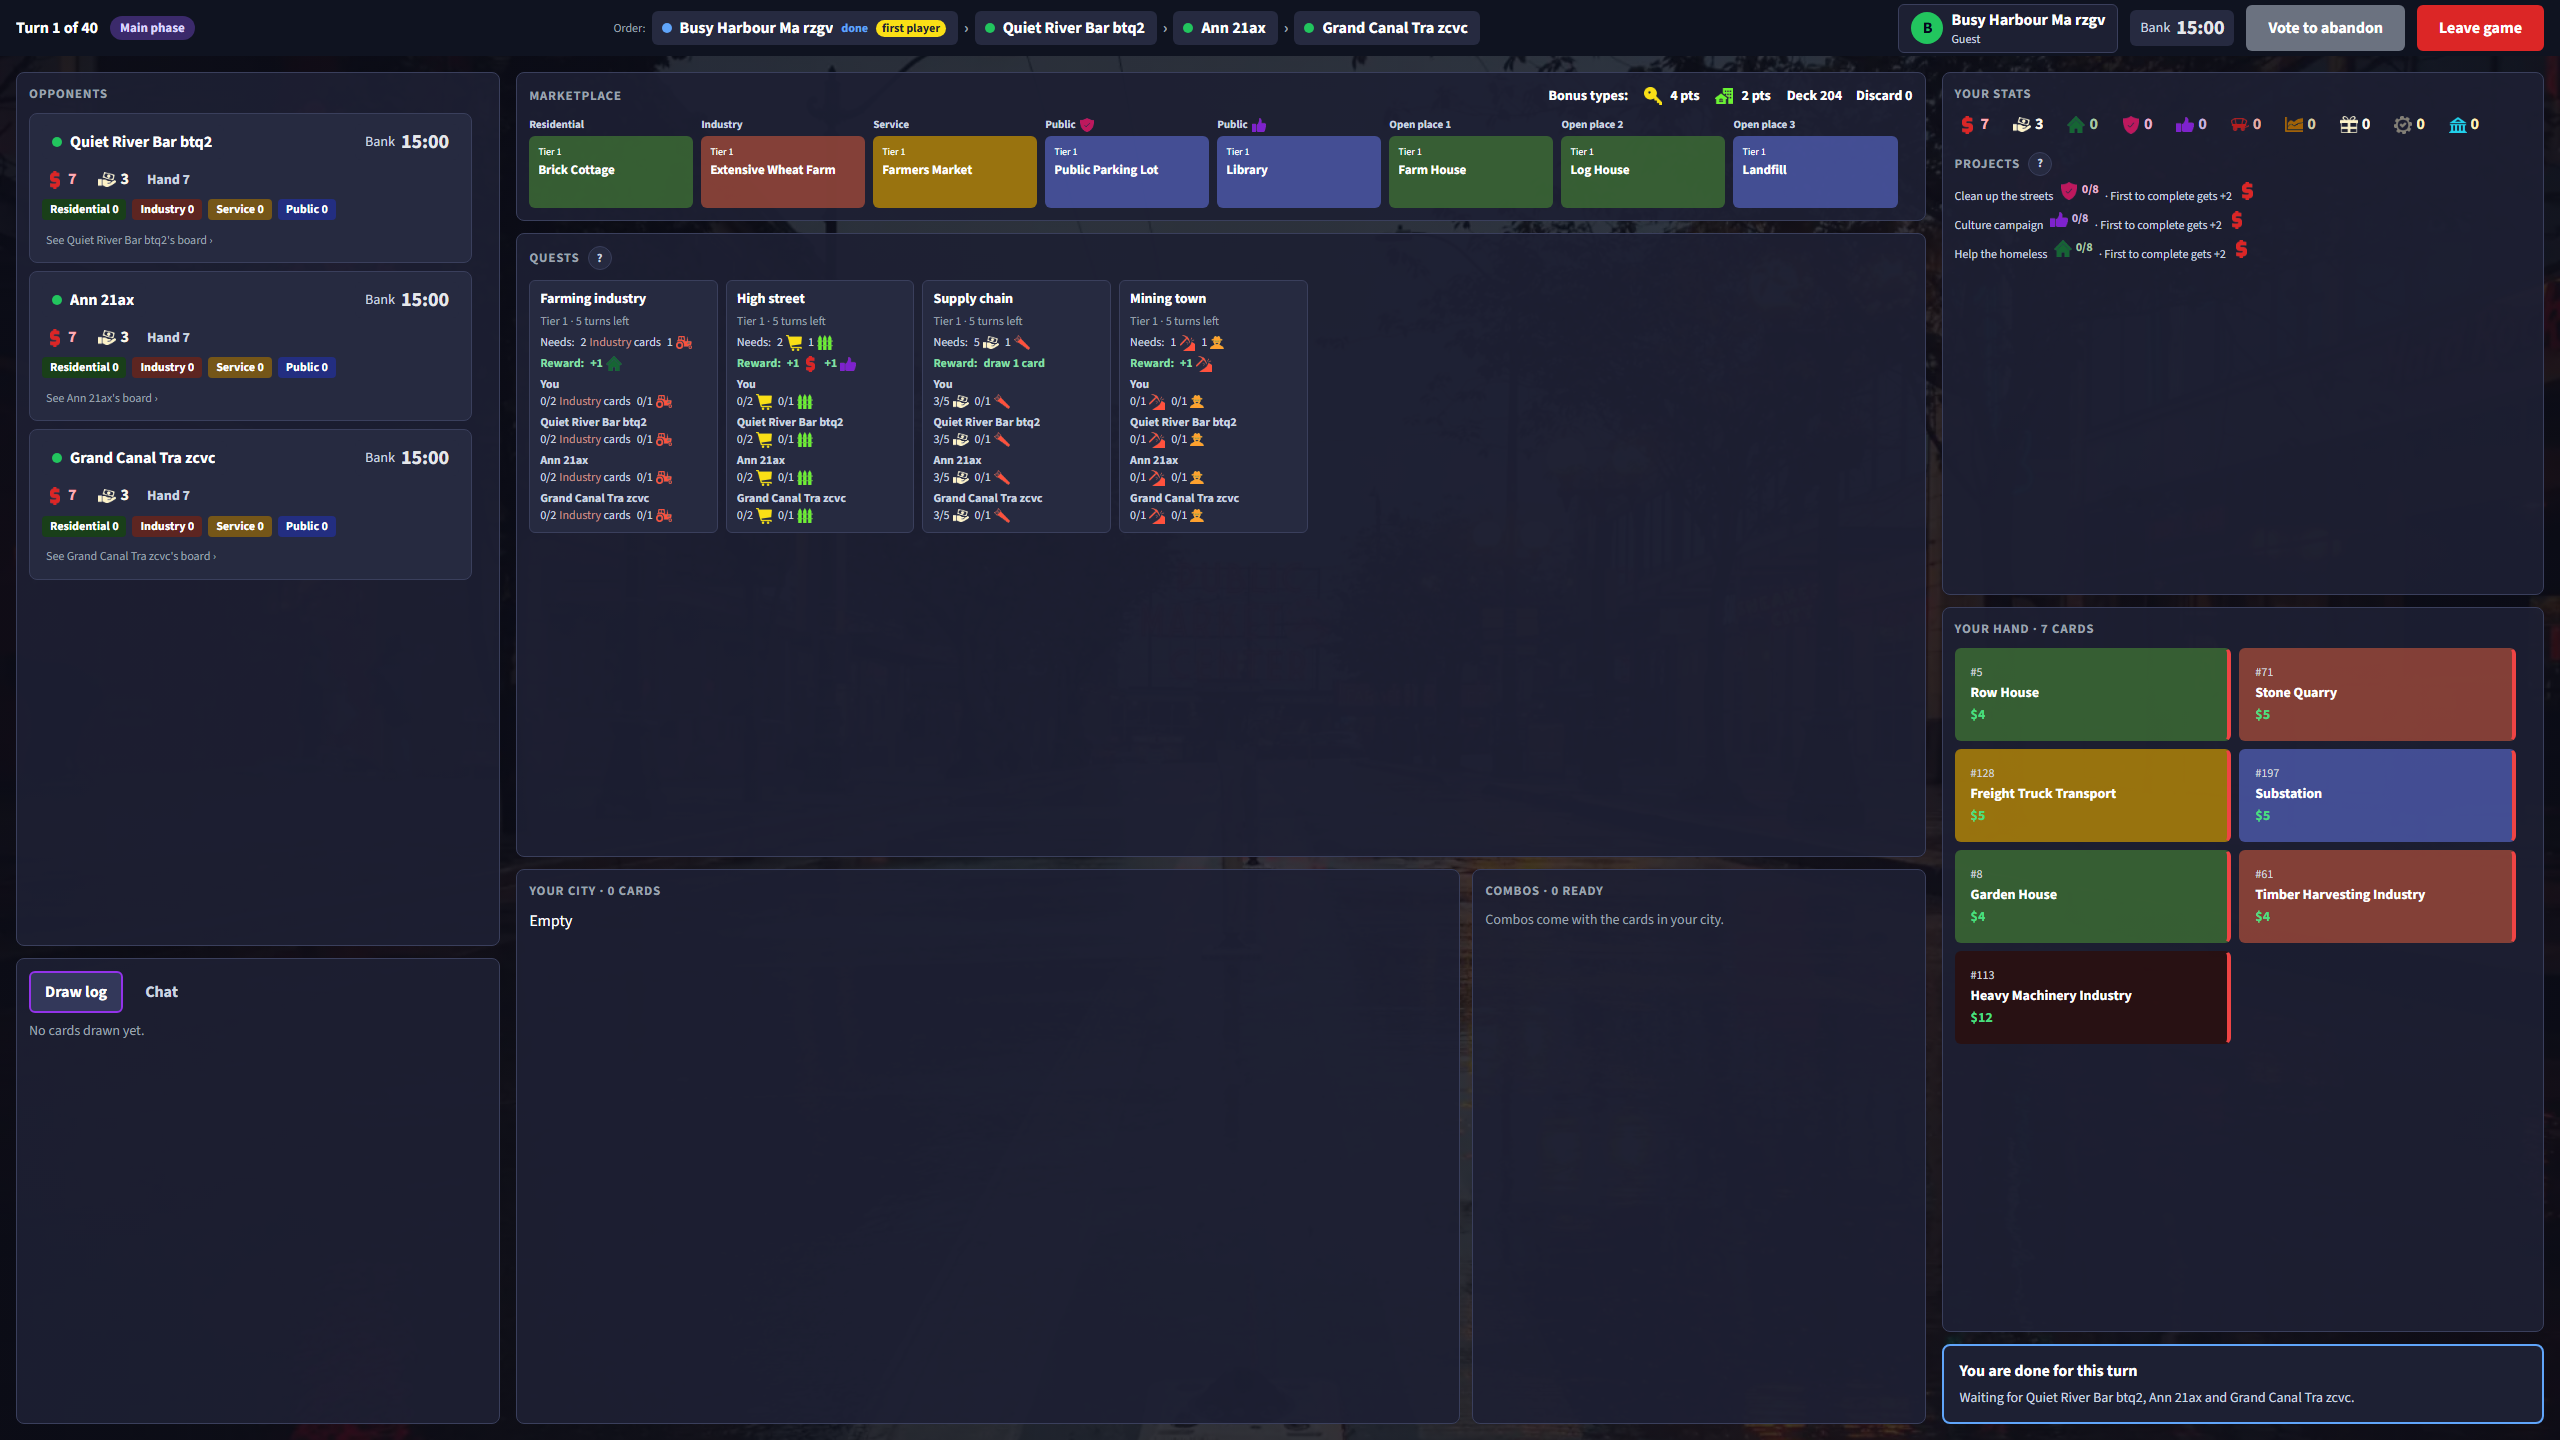 Turn 1 of 40 Main phase
Order: Busy Harbour Ma rzgv done first player › Quiet River Bar btq2 › Ann 21ax › Grand Canal Tra zcvc
B Busy Harbour Ma rzgv
Guest
Bank 15:00
Vote to abandon
Leave game
OPPONENTS
Quiet River Bar btq2 Bank 15:00
7 3 Hand 7
Residential 0 Industry 0 Service 0 Public 0
See Quiet River Bar btq2's board ›
Ann 21ax Bank 15:00
7 3 Hand 7
Residential 0 Industry 0 Service 0 Public 0
See Ann 21ax's board ›
Grand Canal Tra zcvc Bank 15:00
7 3 Hand 7
Residential 0 Industry 0 Service 0 Public 0
See Grand Canal Tra zcvc's board ›
Draw log Chat
No cards drawn yet.
MARKETPLACE
Bonus types: 4 pts 2 pts Deck 204 Discard 0
Residential
Tier 1
Brick Cottage
Industry
Tier 1
Extensive Wheat Farm
Service
Tier 1
Farmers Market
Public
Tier 1
Public Parking Lot
Public
Tier 1
Library
Open place 1
Tier 1
Farm House
Open place 2
Tier 1
Log House
Open place 3
Tier 1
Landfill
QUESTS ?
Farming industry
Tier 1 · 5 turns left
Needs: 2 Industry cards 1
Reward: +1
You
0/2 Industry cards 0/1
Quiet River Bar btq2
0/2 Industry cards 0/1
Ann 21ax
0/2 Industry cards 0/1
Grand Canal Tra zcvc
0/2 Industry cards 0/1
High street
Tier 1 · 5 turns left
Needs: 2 1
Reward: +1 +1
You
0/2 0/1
Quiet River Bar btq2
0/2 0/1
Ann 21ax
0/2 0/1
Grand Canal Tra zcvc
0/2 0/1
Supply chain
Tier 1 · 5 turns left
Needs: 5 1
Reward: draw 1 card
You
3/5 0/1
Quiet River Bar btq2
3/5 0/1
Ann 21ax
3/5 0/1
Grand Canal Tra zcvc
3/5 0/1
Mining town
Tier 1 · 5 turns left
Needs: 1 1
Reward: +1
You
0/1 0/1
Quiet River Bar btq2
0/1 0/1
Ann 21ax
0/1 0/1
Grand Canal Tra zcvc
0/1 0/1
YOUR CITY · 0 CARDS
Empty
COMBOS · 0 READY
Combos come with the cards in your city.
YOUR STATS
7 3 0 0 0 0 0 0 0 0
PROJECTS ?
Clean up the streets 0/8 · First to complete gets +2
Culture campaign 0/8 · First to complete gets +2
Help the homeless 0/8 · First to complete gets +2
YOUR HAND · 7 CARDS
#5
Row House
$4
#71
Stone Quarry
$5
#128
Freight Truck Transport
$5
#197
Substation
$5
#8
Garden House
$4
#61
Timber Harvesting Industry
$4
#113
Heavy Machinery Industry
$12
You are done for this turn
Waiting for Quiet River Bar btq2, Ann 21ax and Grand Canal Tra zcvc.